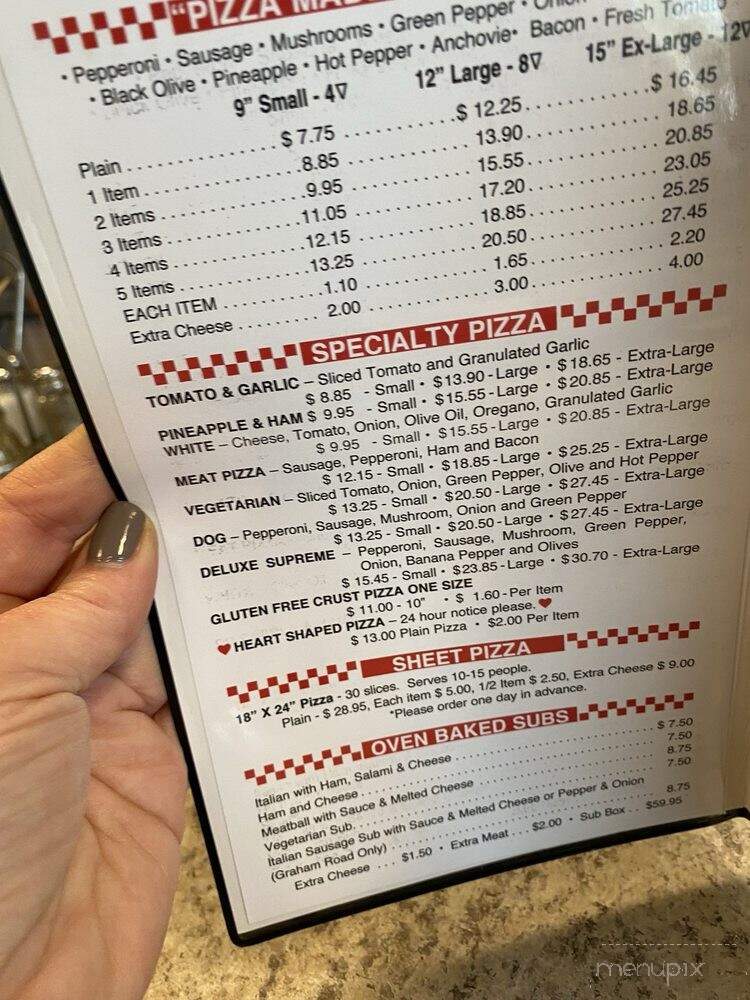 "PIZZA
• Pepperoni • Sausage • Mushrooms • Green Pepper •
• Black Olive • Pineapple • Hot Pepper • Anchovie• Bacon • Fresh Tomato
9" Small - 4∇ 12" Large - 8∇ 15" Ex-Large - 12∇
Plain . . . $ 7.75 . . . $ 12.25 . . . $ 16.45
1 Item . . . 8.85 . . . 13.90 . . . 18.65
2 Items . . . 9.95 . . . 15.55 . . . 20.85
3 Items . . . 11.05 . . . 17.20 . . . 23.05
4 Items . . . 12.15 . . . 18.85 . . . 25.25
5 Items . . . 13.25 . . . 20.50 . . . 27.45
EACH ITEM . . . 1.10 . . . 1.65 . . . 2.20
Extra Cheese . . . 2.00 . . . 3.00 . . . 4.00
SPECIALTY PIZZA
TOMATO & GARLIC – Sliced Tomato and Granulated Garlic
$ 8.85 - Small • $13.90 - Large • $18.65 - Extra-Large
PINEAPPLE & HAM $ 9.95 - Small • $15.55 - Large • $20.85 - Extra-Large
WHITE – Cheese, Tomato, Onion, Olive Oil, Oregano, Granulated Garlic
$ 9.95 - Small • $15.55 - Large • $20.85 - Extra-Large
MEAT PIZZA – Sausage, Pepperoni, Ham and Bacon
$ 12.15 - Small • $18.85 - Large • $25.25 - Extra-Large
VEGETARIAN – Sliced Tomato, Onion, Green Pepper, Olive and Hot Pepper
$ 13.25 - Small • $20.50 - Large • $27.45 - Extra-Large
DOG – Pepperoni, Sausage, Mushroom, Onion and Green Pepper
$ 13.25 - Small • $20.50 - Large • $27.45 - Extra-Large
DELUXE SUPREME – Pepperoni, Sausage, Mushroom, Green Pepper,
Onion, Banana Pepper and Olives
$ 15.45 - Small • $23.85 - Large • $30.70 - Extra-Large
GLUTEN FREE CRUST PIZZA ONE SIZE
$ 11.00 - 10" • $ 1.60 - Per Item
♥ HEART SHAPED PIZZA – 24 hour notice please. ♥
$ 13.00 Plain Pizza • $2.00 Per Item
SHEET PIZZA
18" X 24" Pizza - 30 slices. Serves 10-15 people.
Plain - $ 28.95, Each item $ 5.00, 1/2 Item $ 2.50, Extra Cheese $ 9.00
*Please order one day in advance.
OVEN BAKED SUBS
Italian with Ham, Salami & Cheese . . . $ 7.50
Ham and Cheese . . . 7.50
Meatball with Sauce & Melted Cheese . . . 8.75
Vegetarian Sub . . . 7.50
Italian Sausage Sub with Sauce & Melted Cheese or Pepper & Onion
(Graham Road Only) . . . 8.75
Extra Cheese . . . $1.50 • Extra Meat . . . $2.00 • Sub Box . . . $59.95
menupix